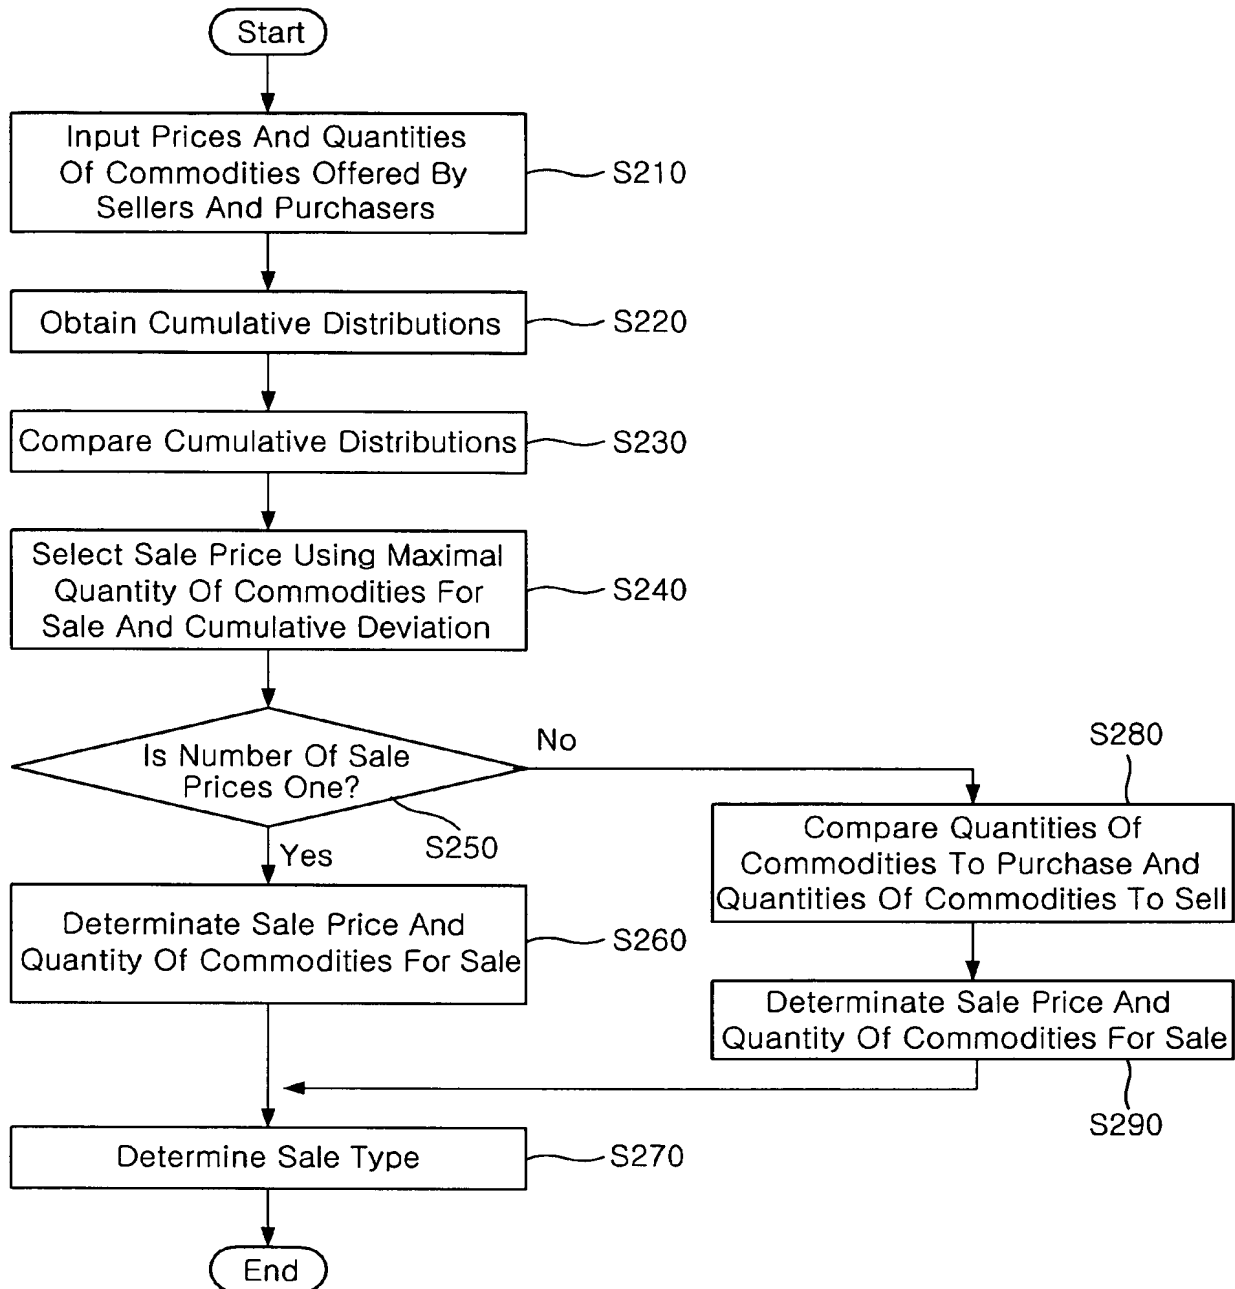 Start
Input Prices And Quantities
Of Commodities Offered By
Sellers And Purchasers
S210
Obtain Cumulative Distributions
S220
Compare Cumulative Distributions
S230
Select Sale Price Using Maximal
Quantity Of Commodities For
Sale And Cumulative Deviation
S240
Is Number Of Sale
Prices One?
S250
No
Yes
Determinate Sale Price And
Quantity Of Commodities For Sale
S260
S280
Compare Quantities Of
Commodities To Purchase And
Quantities Of Commodities To Sell
Determinate Sale Price And
Quantity Of Commodities For Sale
S290
Determine Sale Type
S270
End